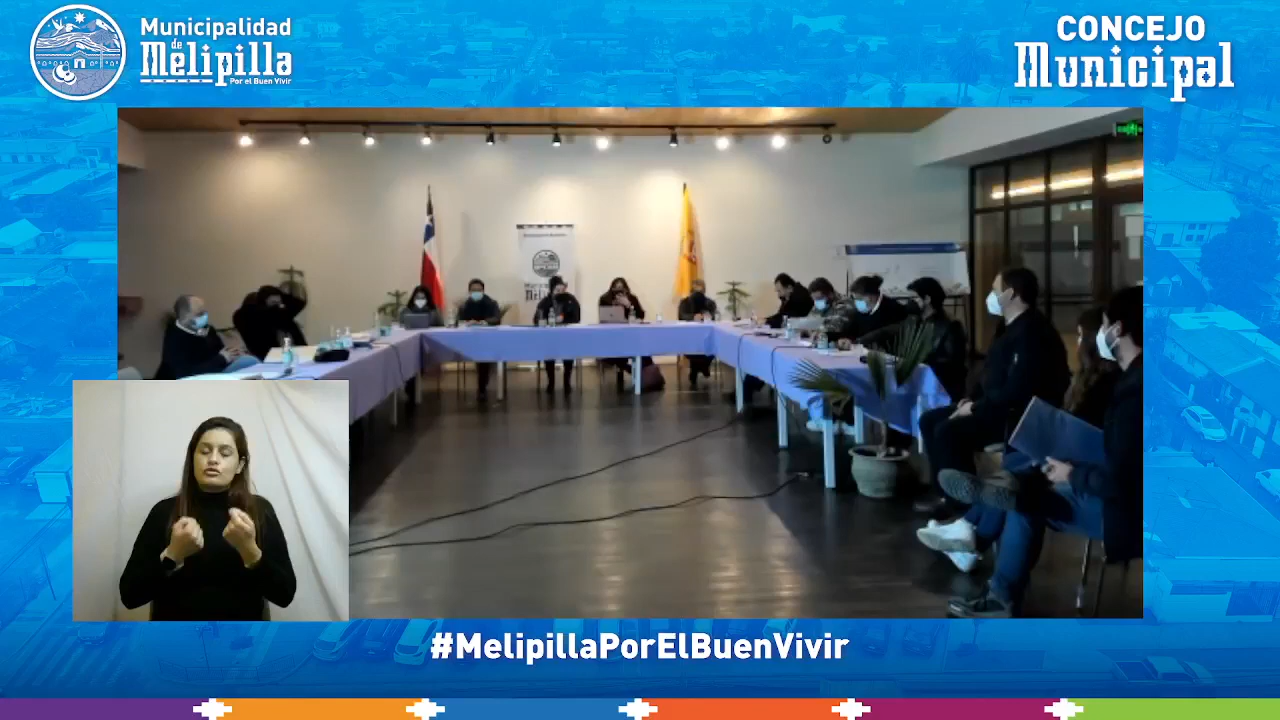 Municipalidad
de
Melipilla
Por el Buen Vivir
CONCEJO
Municipal
#MelipillaPorElBuenVivir